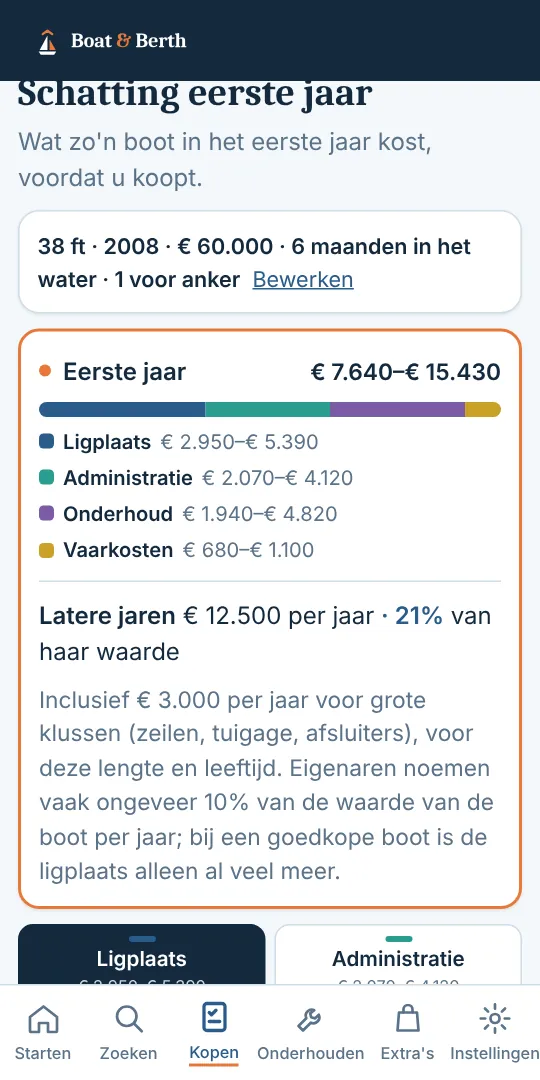 Boat & Berth
Schatting eerste jaar
Wat zo'n boot in het eerste jaar kost,
voordat u koopt.
38 ft · 2008 · € 60.000 · 6 maanden in het
water · 1 voor anker Bewerken
Eerste jaar € 7.640–€ 15.430
Ligplaats € 2.950–€ 5.390
Administratie € 2.070–€ 4.120
Onderhoud € 1.940–€ 4.820
Vaarkosten € 680–€ 1.100
Latere jaren € 12.500 per jaar · 21% van
haar waarde
Inclusief € 3.000 per jaar voor grote
klussen (zeilen, tuigage, afsluiters), voor
deze lengte en leeftijd. Eigenaren noemen
vaak ongeveer 10% van de waarde van de
boot per jaar; bij een goedkope boot is de
ligplaats alleen al veel meer.
Ligplaats Administratie
Starten Zoeken Kopen Onderhouden Extra's Instellingen